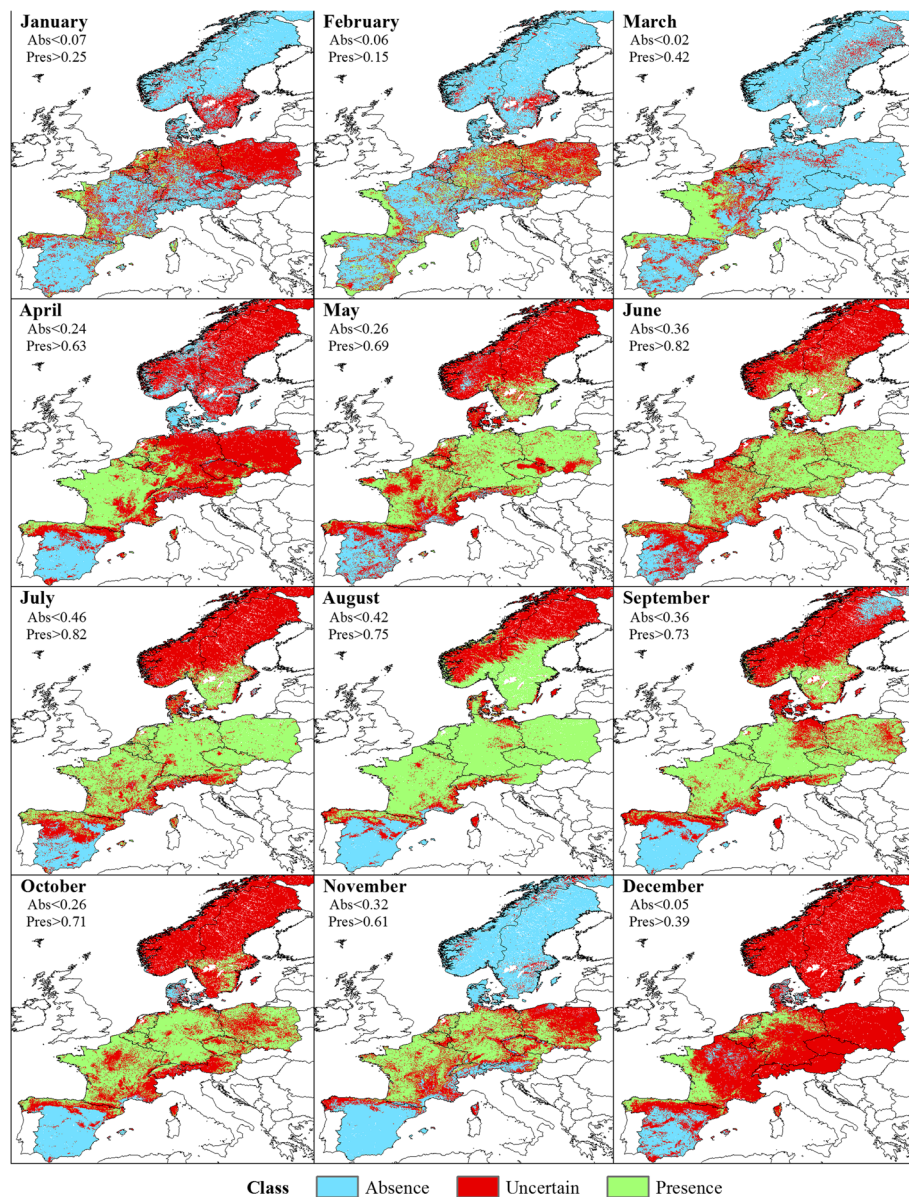 January
Abs<0.07
Pres>0.25
February
Abs<0.06
Pres>0.15
March
Abs<0.02
Pres>0.42
April
Abs<0.24
Pres>0.63
May
Abs<0.26
Pres>0.69
June
Abs<0.36
Pres>0.82
July
Abs<0.46
Pres>0.82
August
Abs<0.42
Pres>0.75
September
Abs<0.36
Pres>0.73
October
Abs<0.26
Pres>0.71
November
Abs<0.32
Pres>0.61
December
Abs<0.05
Pres>0.39
Class Absence Uncertain Presence